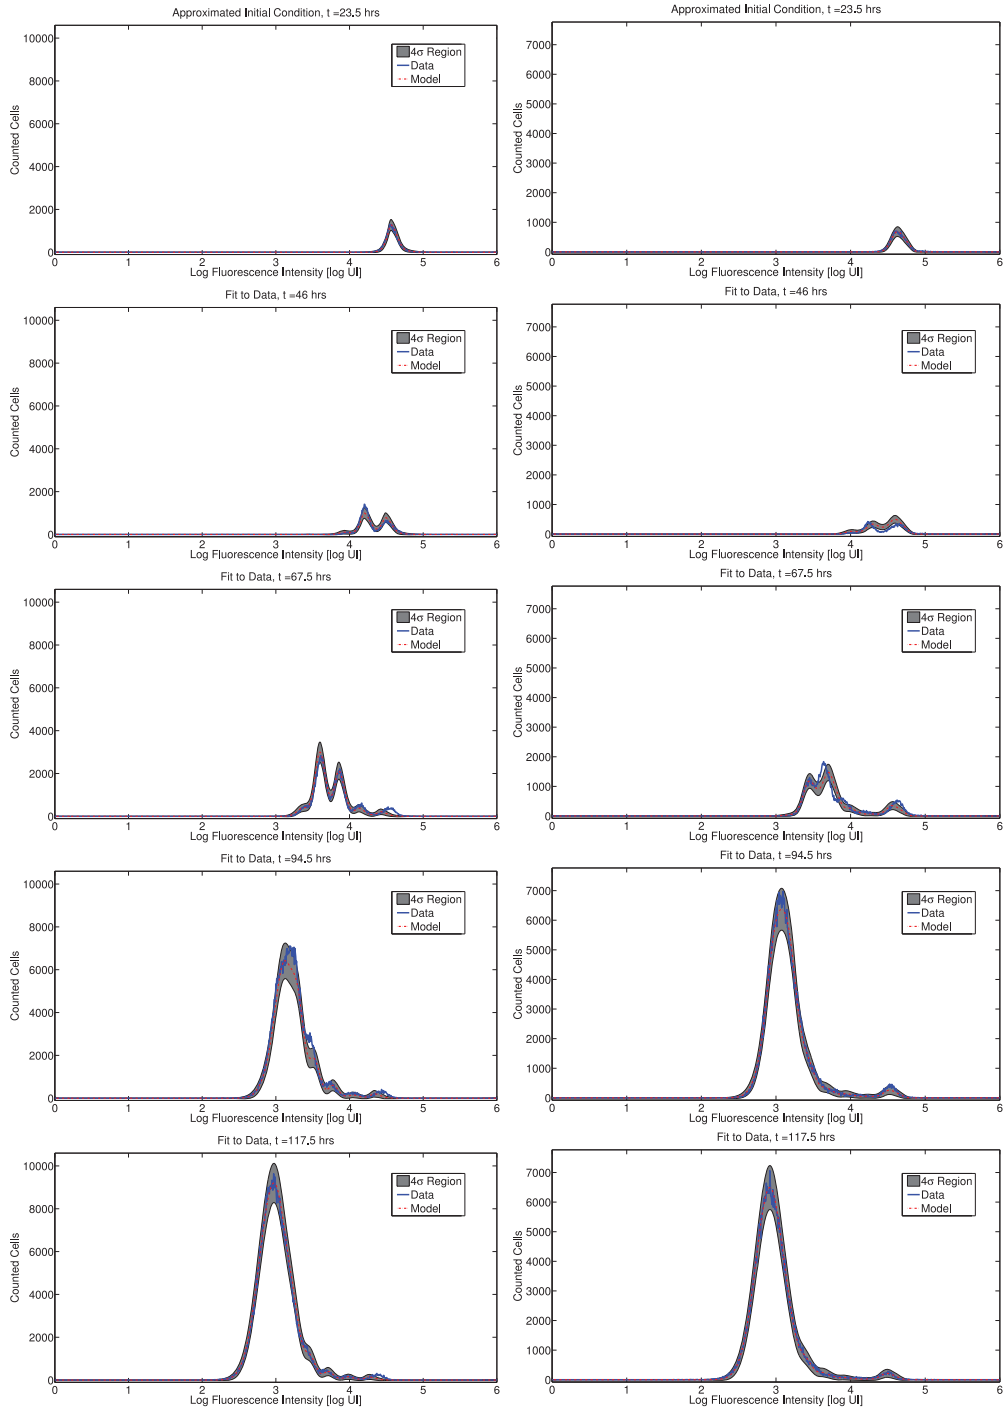 Approximated Initial Condition, t =23.5 hrs
10000
8000
6000
4000
2000
0
Counted Cells
4σ Region
Data
Model
0 1 2 3 4 5 6
Log Fluorescence Intensity [log UI]
Approximated Initial Condition, t =23.5 hrs
7000
6000
5000
4000
3000
2000
1000
0
Counted Cells
4σ Region
Data
Model
0 1 2 3 4 5 6
Log Fluorescence Intensity [log UI]
Fit to Data, t =46 hrs
10000
8000
6000
4000
2000
0
Counted Cells
4σ Region
Data
Model
0 1 2 3 4 5 6
Log Fluorescence Intensity [log UI]
Fit to Data, t =46 hrs
7000
6000
5000
4000
3000
2000
1000
0
Counted Cells
4σ Region
Data
Model
0 1 2 3 4 5 6
Log Fluorescence Intensity [log UI]
Fit to Data, t =67.5 hrs
10000
8000
6000
4000
2000
0
Counted Cells
4σ Region
Data
Model
0 1 2 3 4 5 6
Log Fluorescence Intensity [log UI]
Fit to Data, t =67.5 hrs
7000
6000
5000
4000
3000
2000
1000
0
Counted Cells
4σ Region
Data
Model
0 1 2 3 4 5 6
Log Fluorescence Intensity [log UI]
Fit to Data, t =94.5 hrs
10000
8000
6000
4000
2000
0
Counted Cells
4σ Region
Data
Model
0 1 2 3 4 5 6
Log Fluorescence Intensity [log UI]
Fit to Data, t =94.5 hrs
7000
6000
5000
4000
3000
2000
1000
0
Counted Cells
4σ Region
Data
Model
0 1 2 3 4 5 6
Log Fluorescence Intensity [log UI]
Fit to Data, t =117.5 hrs
10000
8000
6000
4000
2000
0
Counted Cells
4σ Region
Data
Model
0 1 2 3 4 5 6
Log Fluorescence Intensity [log UI]
Fit to Data, t =117.5 hrs
7000
6000
5000
4000
3000
2000
1000
0
Counted Cells
4σ Region
Data
Model
0 1 2 3 4 5 6
Log Fluorescence Intensity [log UI]